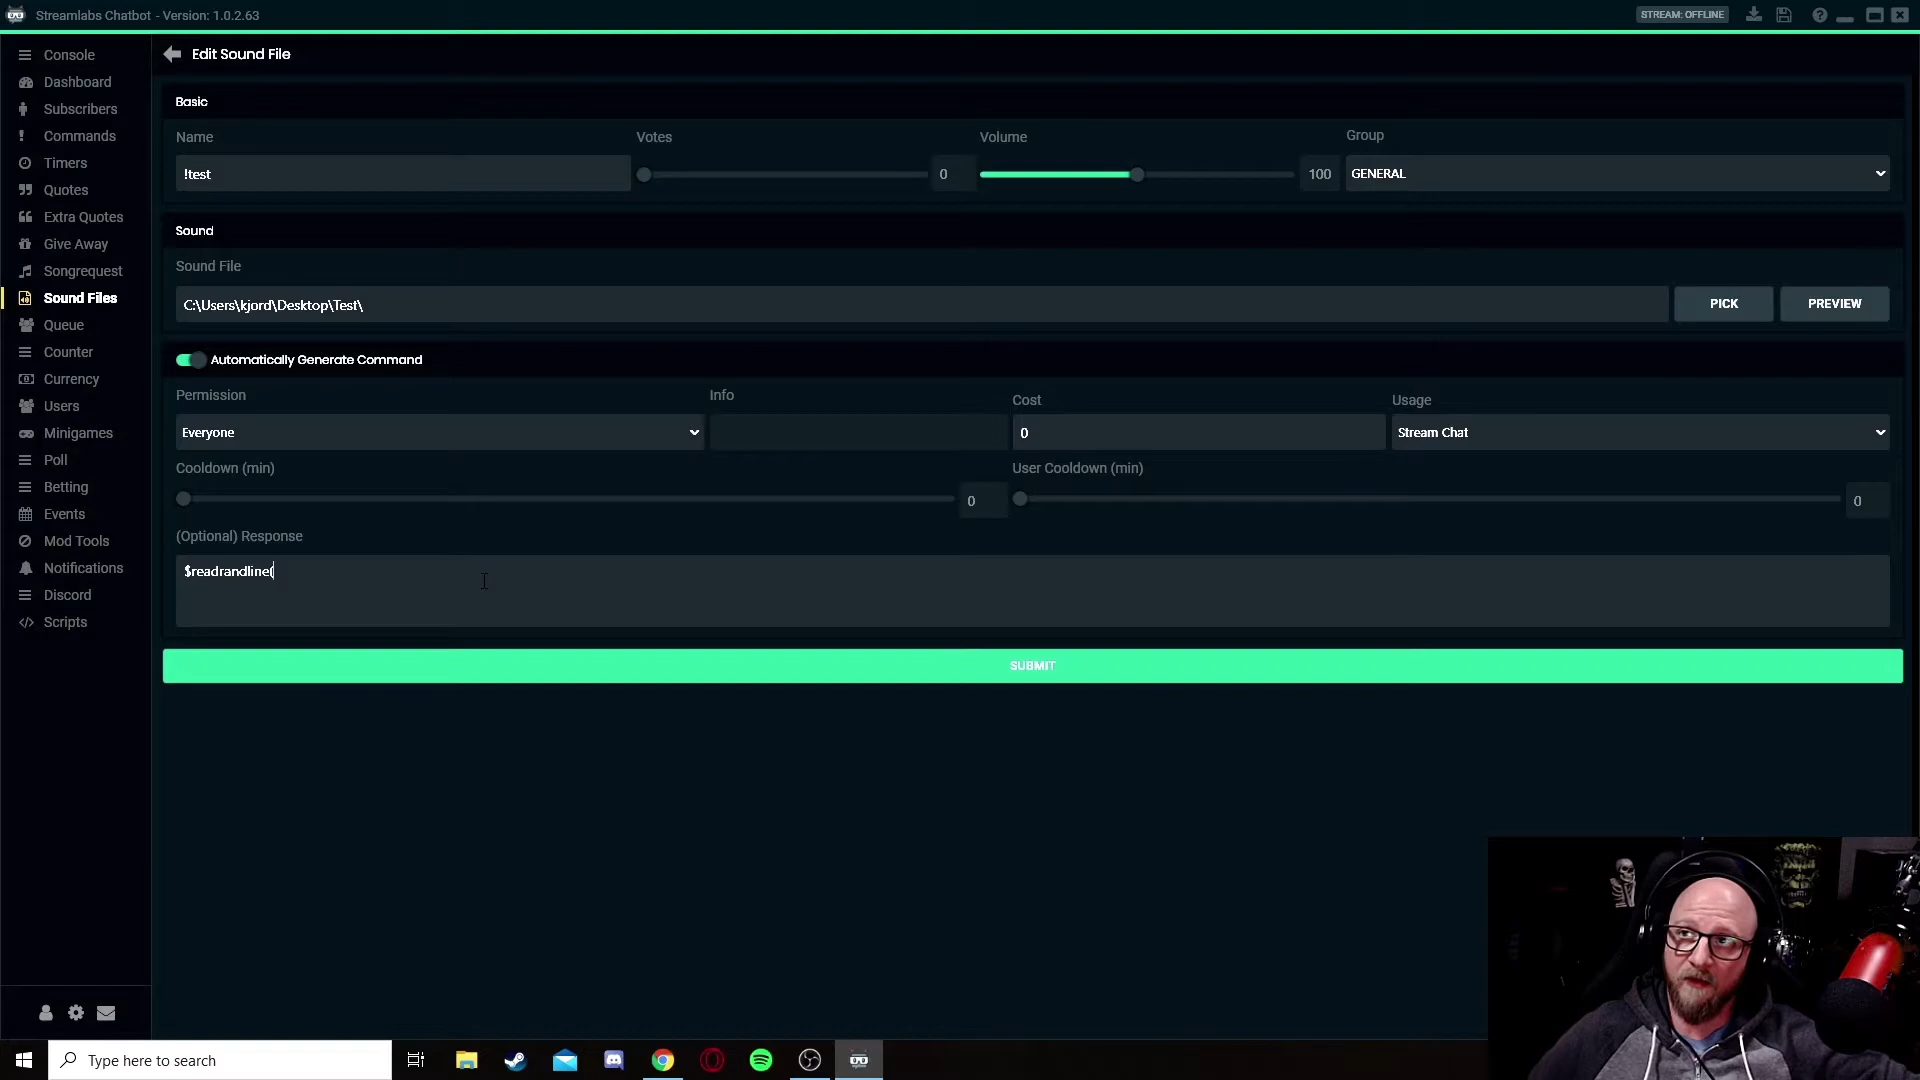 Streamlabs Chatbot - Version: 1.0.2.63
STREAM: OFFLINE
Console
Dashboard
Subscribers
Commands
Timers
Quotes
Extra Quotes
Give Away
Songrequest
Sound Files
Queue
Counter
Currency
Users
Minigames
Poll
Betting
Events
Mod Tools
Notifications
Discord
Scripts
Edit Sound File
Basic
Name
Votes
Volume
Group
!test
0
100
GENERAL
Sound
Sound File
C:\Users\kjord\Desktop\Test\
PICK
PREVIEW
Automatically Generate Command
Permission
Info
Cost
Usage
Everyone
0
Stream Chat
Cooldown (min)
User Cooldown (min)
0
0
(Optional) Response
$readrandline(
SUBMIT
Type here to search